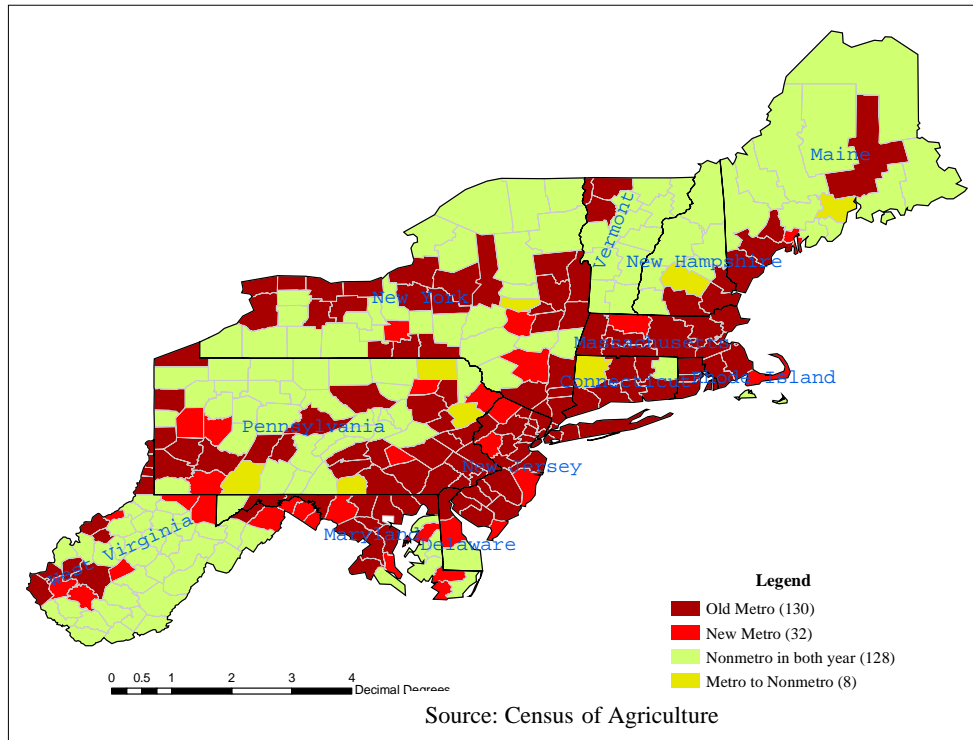 Maine
Vermont
New Hampshire
New York
Massachusetts
Connecticut
Rhode Island
Pennsylvania
New Jersey
Maryland
Delaware
West Virginia
Legend
Old Metro (130)
New Metro (32)
Nonmetro in both year (128)
Metro to Nonmetro (8)
0 0.5 1 2 3 4
Decimal Degrees
Source: Census of Agriculture